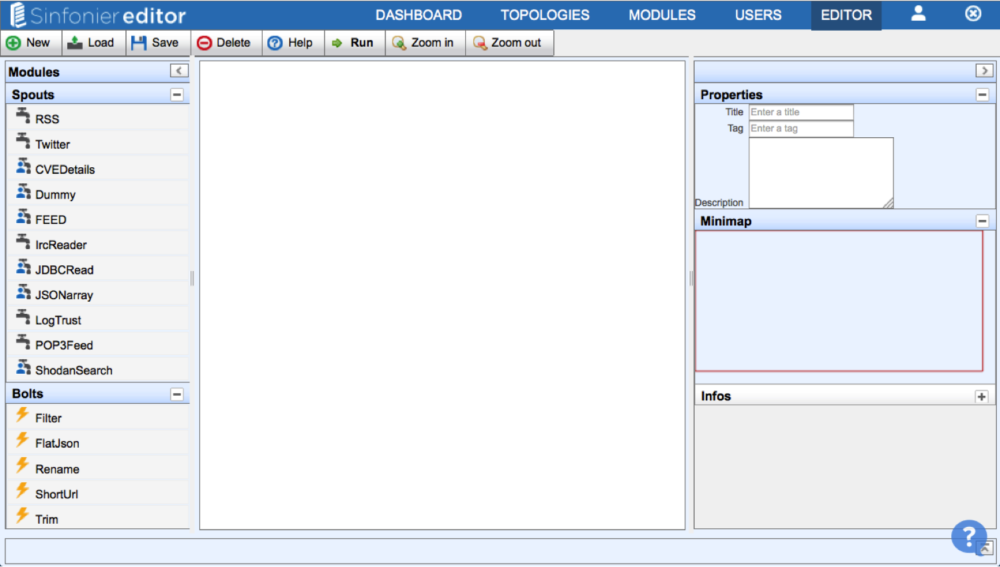 Sinfonier editor DASHBOARD TOPOLOGIES MODULES USERS EDITOR
New Load Save Delete Help Run Zoom in Zoom out
Modules
Spouts
RSS
Twitter
CVEDetails
Dummy
FEED
IrcReader
JDBCRead
JSONarray
LogTrust
POP3Feed
ShodanSearch
Bolts
Filter
FlatJson
Rename
ShortUrl
Trim
Properties
Title Enter a title
Tag Enter a tag
Description
Minimap
Infos